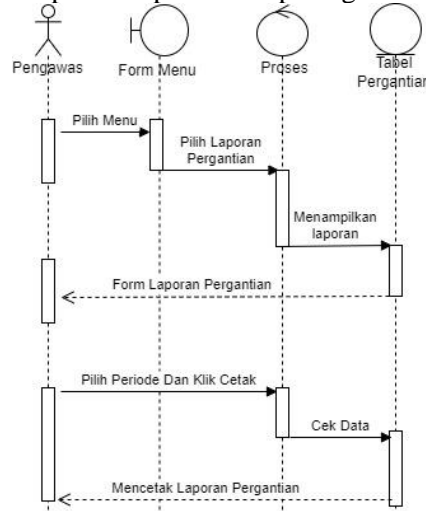 Pengawas
Form Menu
Proses
Tabel
Pergantian
Pilih Menu
Pilih Laporan
Pergantian
Menampilkan
laporan
Form Laporan Pergantian
Pilih Periode Dan Klik Cetak
Cek Data
Mencetak Laporan Pergantian